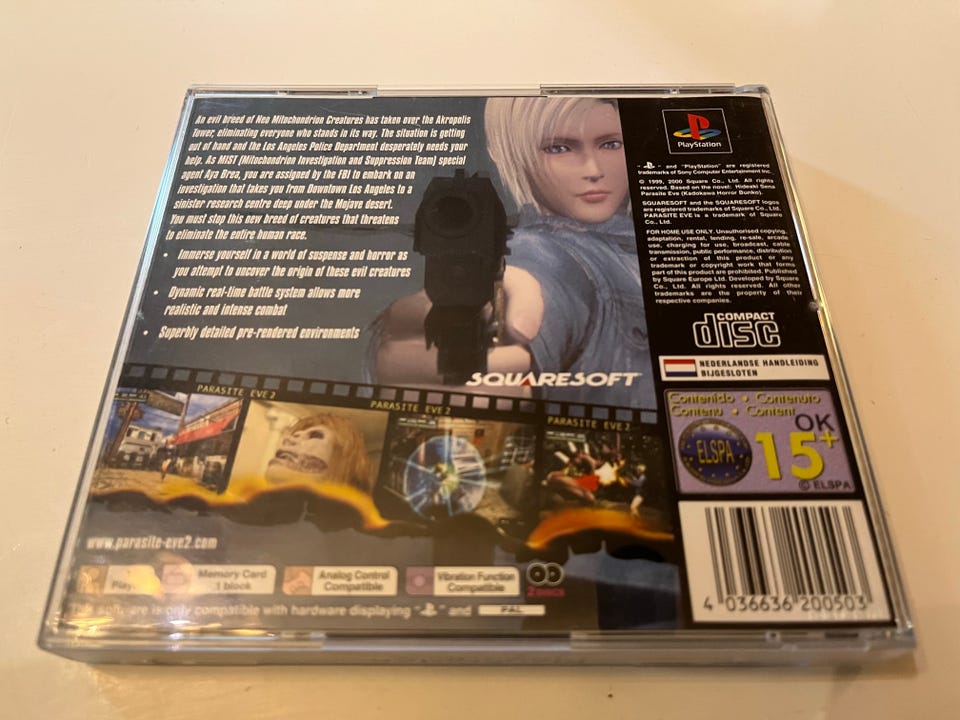 An evil breed of Neo Mitochondrion Creatures has taken over the Akropolis
Tower, eliminating everyone who stands in its way. The situation is getting
out of hand and the Los Angeles Police Department desperately needs your
help. As MIST (Mitochondrion Investigation and Suppression Team) special
agent Aya Brea, you are assigned by the FBI to embark on an
investigation that takes you from Downtown Los Angeles to a
sinister research centre deep under the Mojave desert.
You must stop this new breed of creatures that threatens
to eliminate the entire human race.
• Immerse yourself in a world of suspense and horror as
you attempt to uncover the origin of these evil creatures
• Dynamic real-time battle system allows more
realistic and intense combat
• Superbly detailed pre-rendered environments
SQUARESOFT
PlayStation
" " and "PlayStation" are registered
trademarks of Sony Computer Entertainment Inc.
© 1999, 2000 Square Co., Ltd. All rights
reserved. Based on the novel: Hideaki Sena
Parasite Eve (Kadokawa Horror Bunko).
SQUARESOFT and the SQUARESOFT logos
are registered trademarks of Square Co., Ltd.
PARASITE EVE is a trademark of Square
Co., Ltd.
FOR HOME USE ONLY. Unauthorised copying,
adaptation, rental, lending, re-sale, arcade
use, charging for use, broadcast, cable
transmission, public performance, distribution
or extraction of this product or any
trademark or copyright work that forms
part of this product are prohibited. Published
by Square Europe Ltd. Developed by Square
Co., Ltd. All rights reserved. All other
trademarks are the property of their
respective companies.
COMPACT
disc
NEDERLANDSE HANDLEIDING
BIJGESLOTEN
Contenido • Contenuto
Contenu • Content
ELSPA
OK
15+
© ELSPA
PARASITE EVE 2
PARASITE EVE 2
PARASITE EVE 2
www.parasite-eve2.com
1
Memory Card
1 block
Analog Control
Compatible
Vibration Function
Compatible
2 DISCS
This software is only compatible with hardware displaying " " and PAL
4 036636 200503